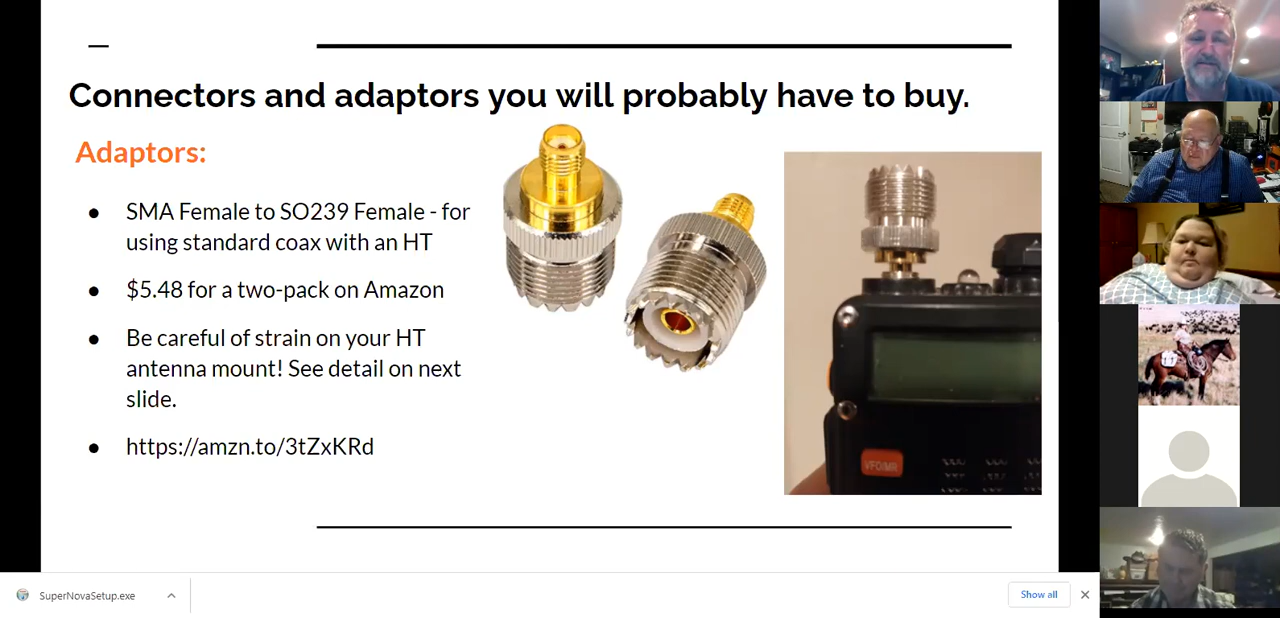 Connectors and adaptors you will probably have to buy.
Adaptors:
● SMA Female to SO239 Female - for
using standard coax with an HT
● $5.48 for a two-pack on Amazon
● Be careful of strain on your HT
antenna mount! See detail on next
slide.
● https://amzn.to/3tZxKRd
VFO/MR
SuperNovaSetup.exe
Show all